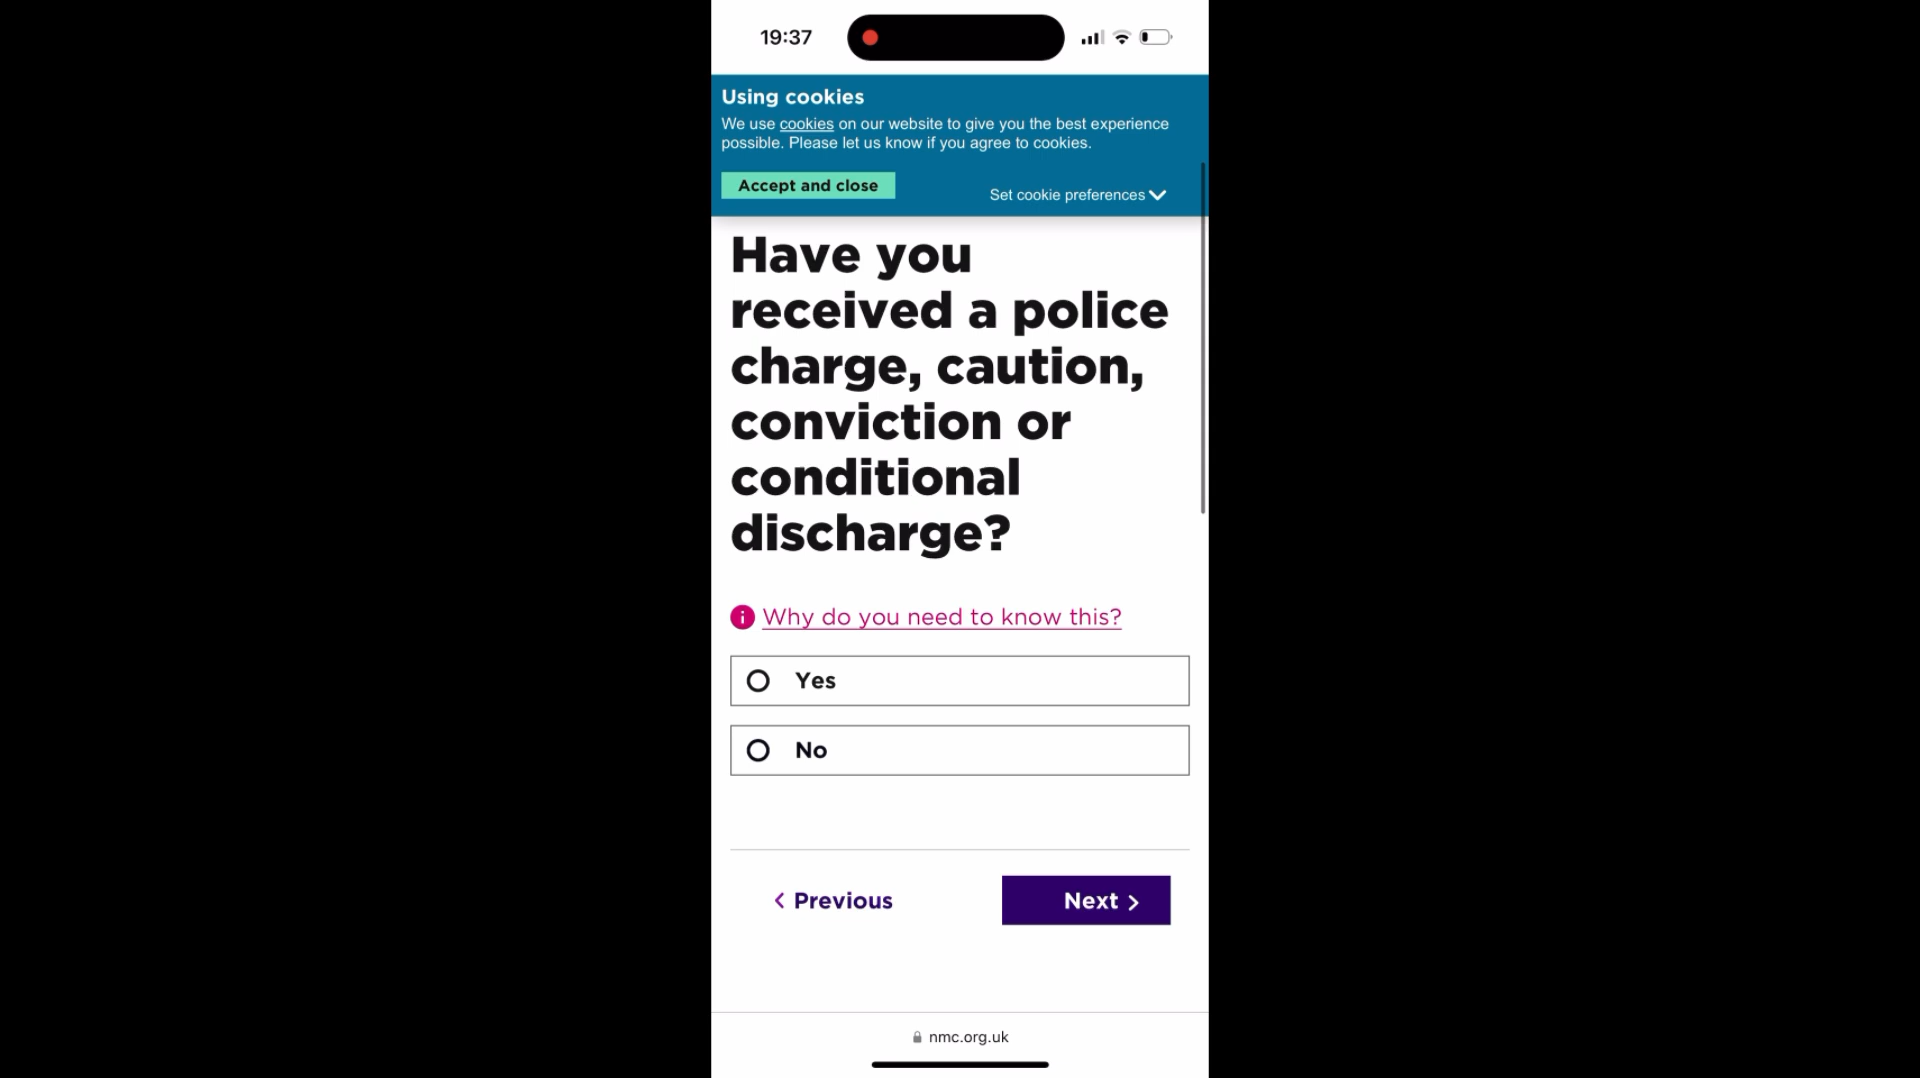 19:37
Using cookies
We use cookies on our website to give you the best experience
possible. Please let us know if you agree to cookies.
Accept and close
Set cookie preferences
Have you
received a police
charge, caution,
conviction or
conditional
discharge?
Why do you need to know this?
Yes
No
Previous
Next
nmc.org.uk